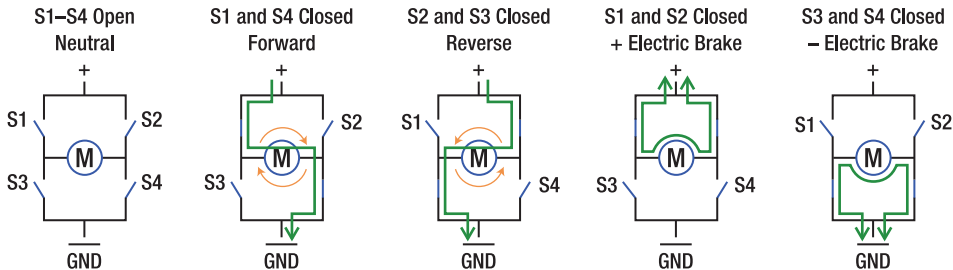 S1–S4 Open
Neutral
+
S1
S2
M
S3
S4
GND
S1 and S4 Closed
Forward
+
S2
M
S3
GND
S2 and S3 Closed
Reverse
+
S1
M
S4
GND
S1 and S2 Closed
+ Electric Brake
+
M
S3
S4
GND
S3 and S4 Closed
– Electric Brake
+
S1
S2
M
GND